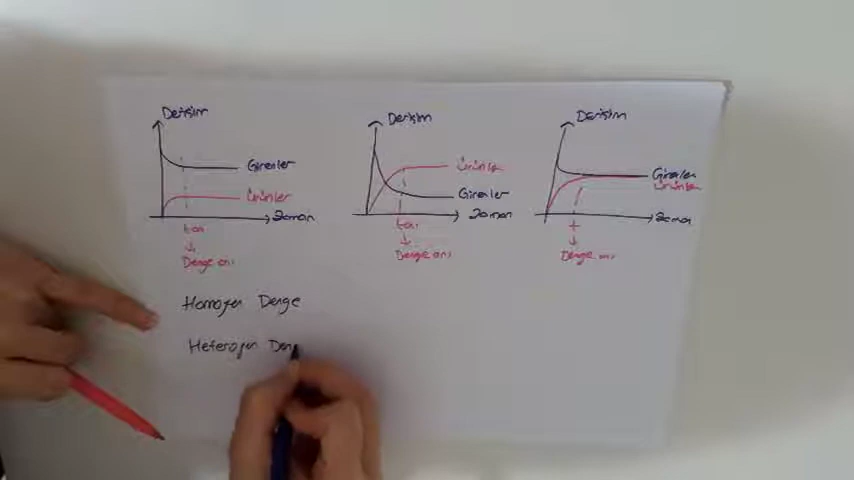 Derişim
Girenler
Ürünler
Zaman
Denge anı
Derişim
Ürünler
Girenler
Zaman
Denge anı
Derişim
Girenler
Ürünler
Zaman
t
Denge anı
Homojen Denge
Heterojen Den